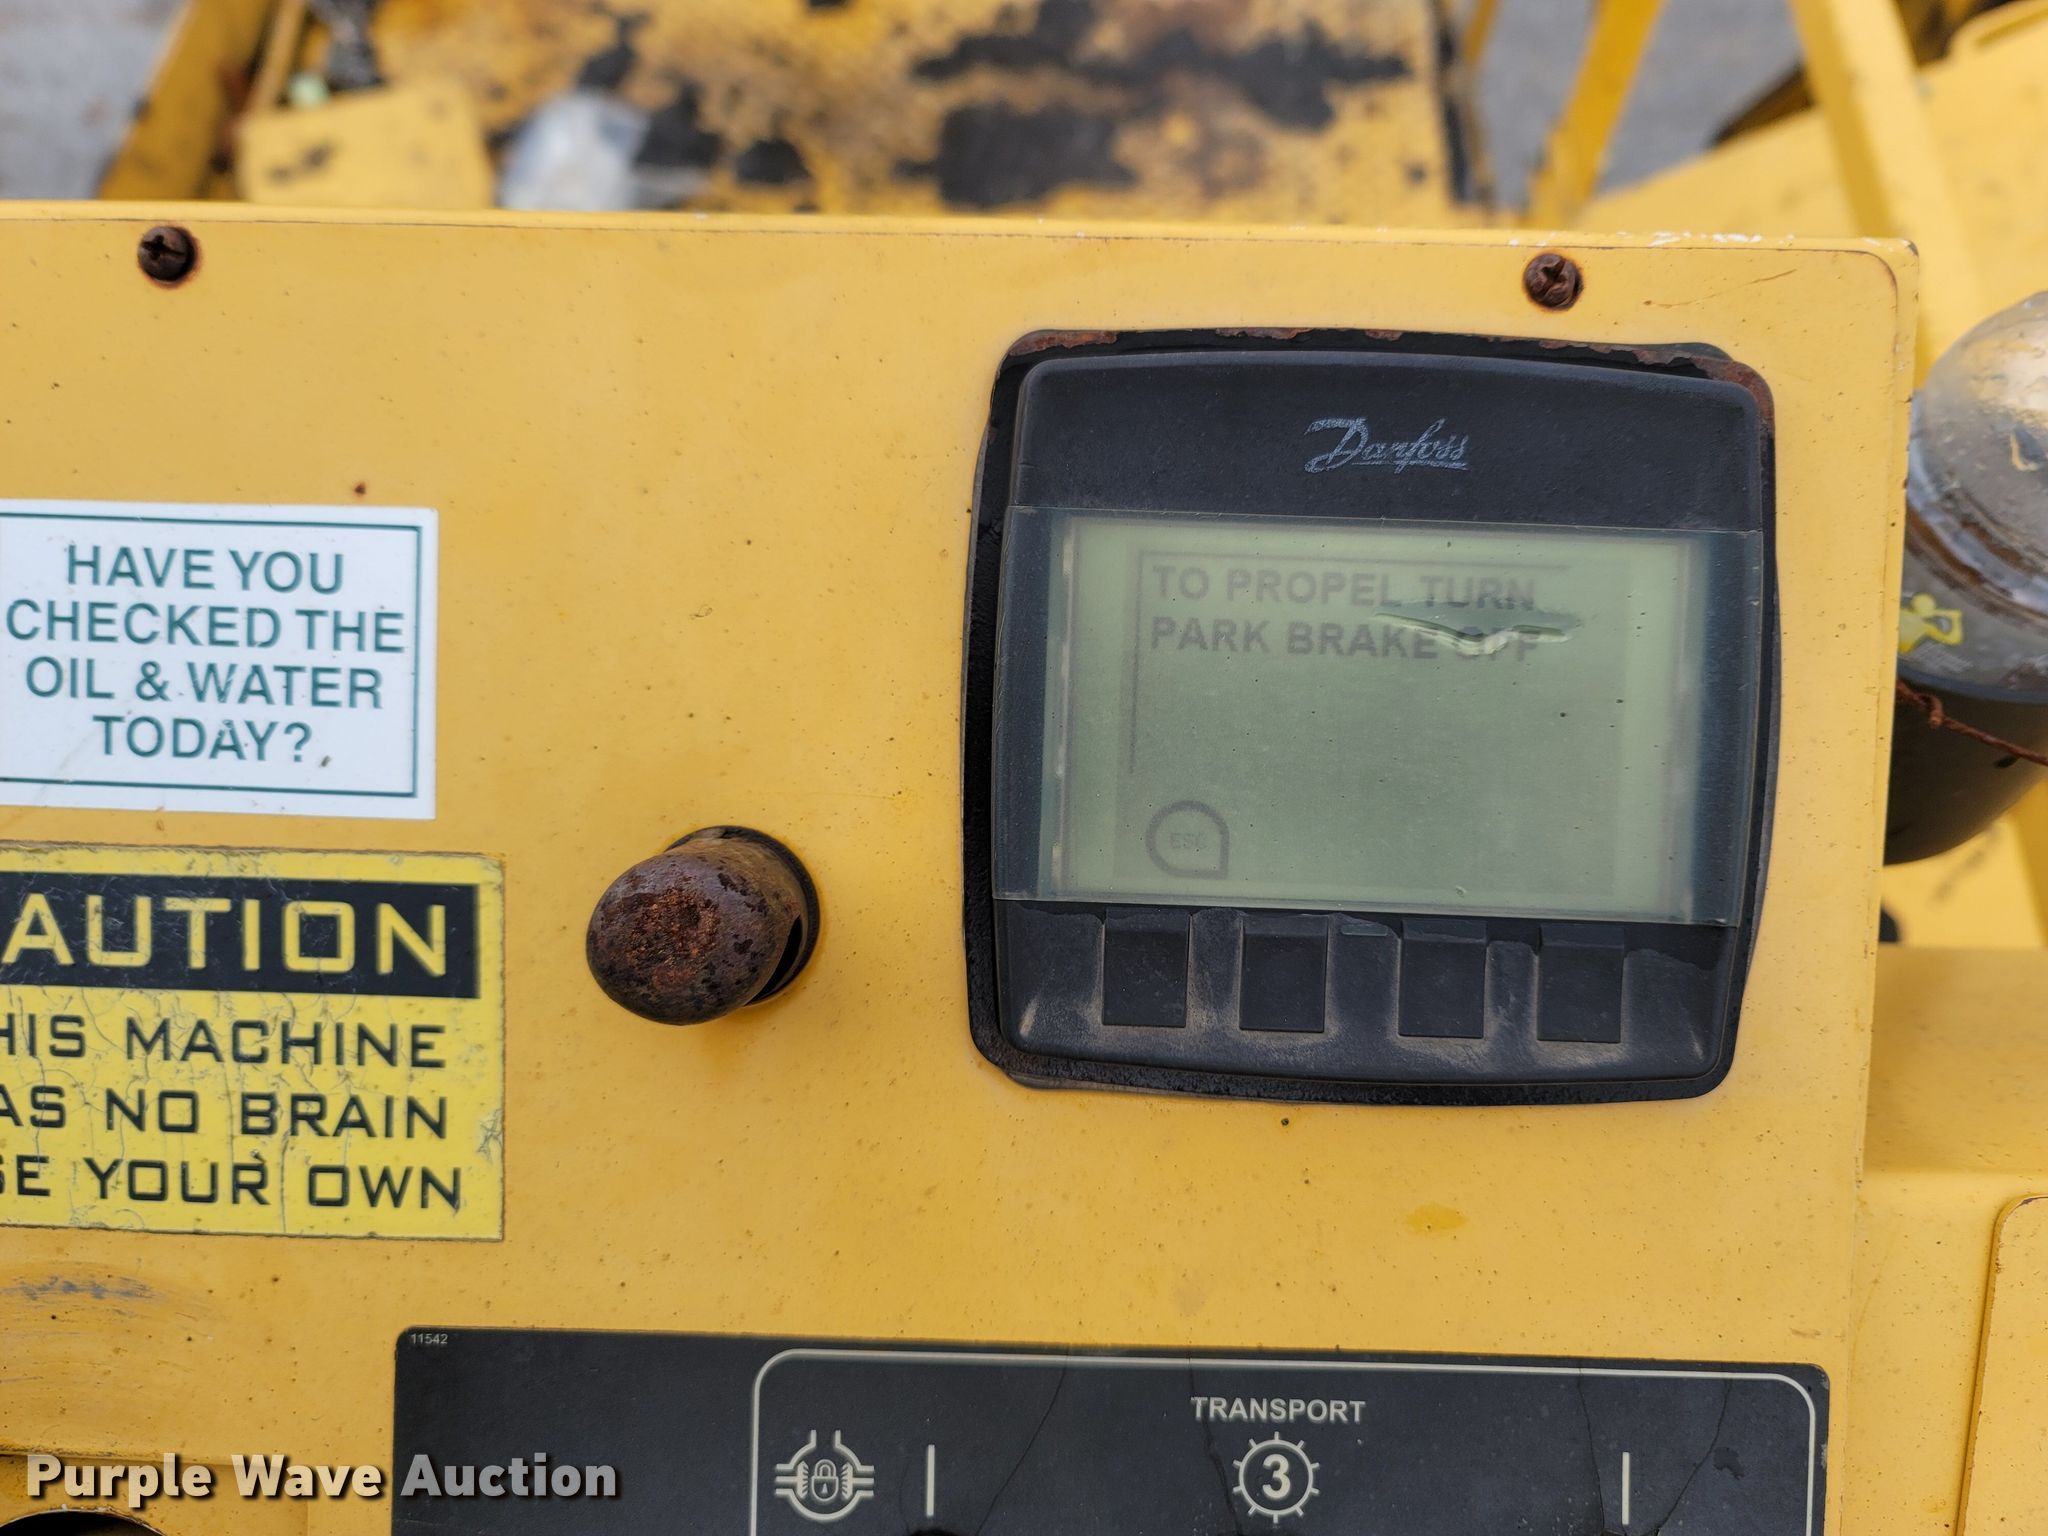 Danfoss
TO PROPEL TURN
PARK BRAKE OFF
ESC
HAVE YOU
CHECKED THE
OIL & WATER
TODAY?
AUTION
HIS MACHINE
AS NO BRAIN
SE YOUR OWN
11542
TRANSPORT
3
Purple Wave Auction